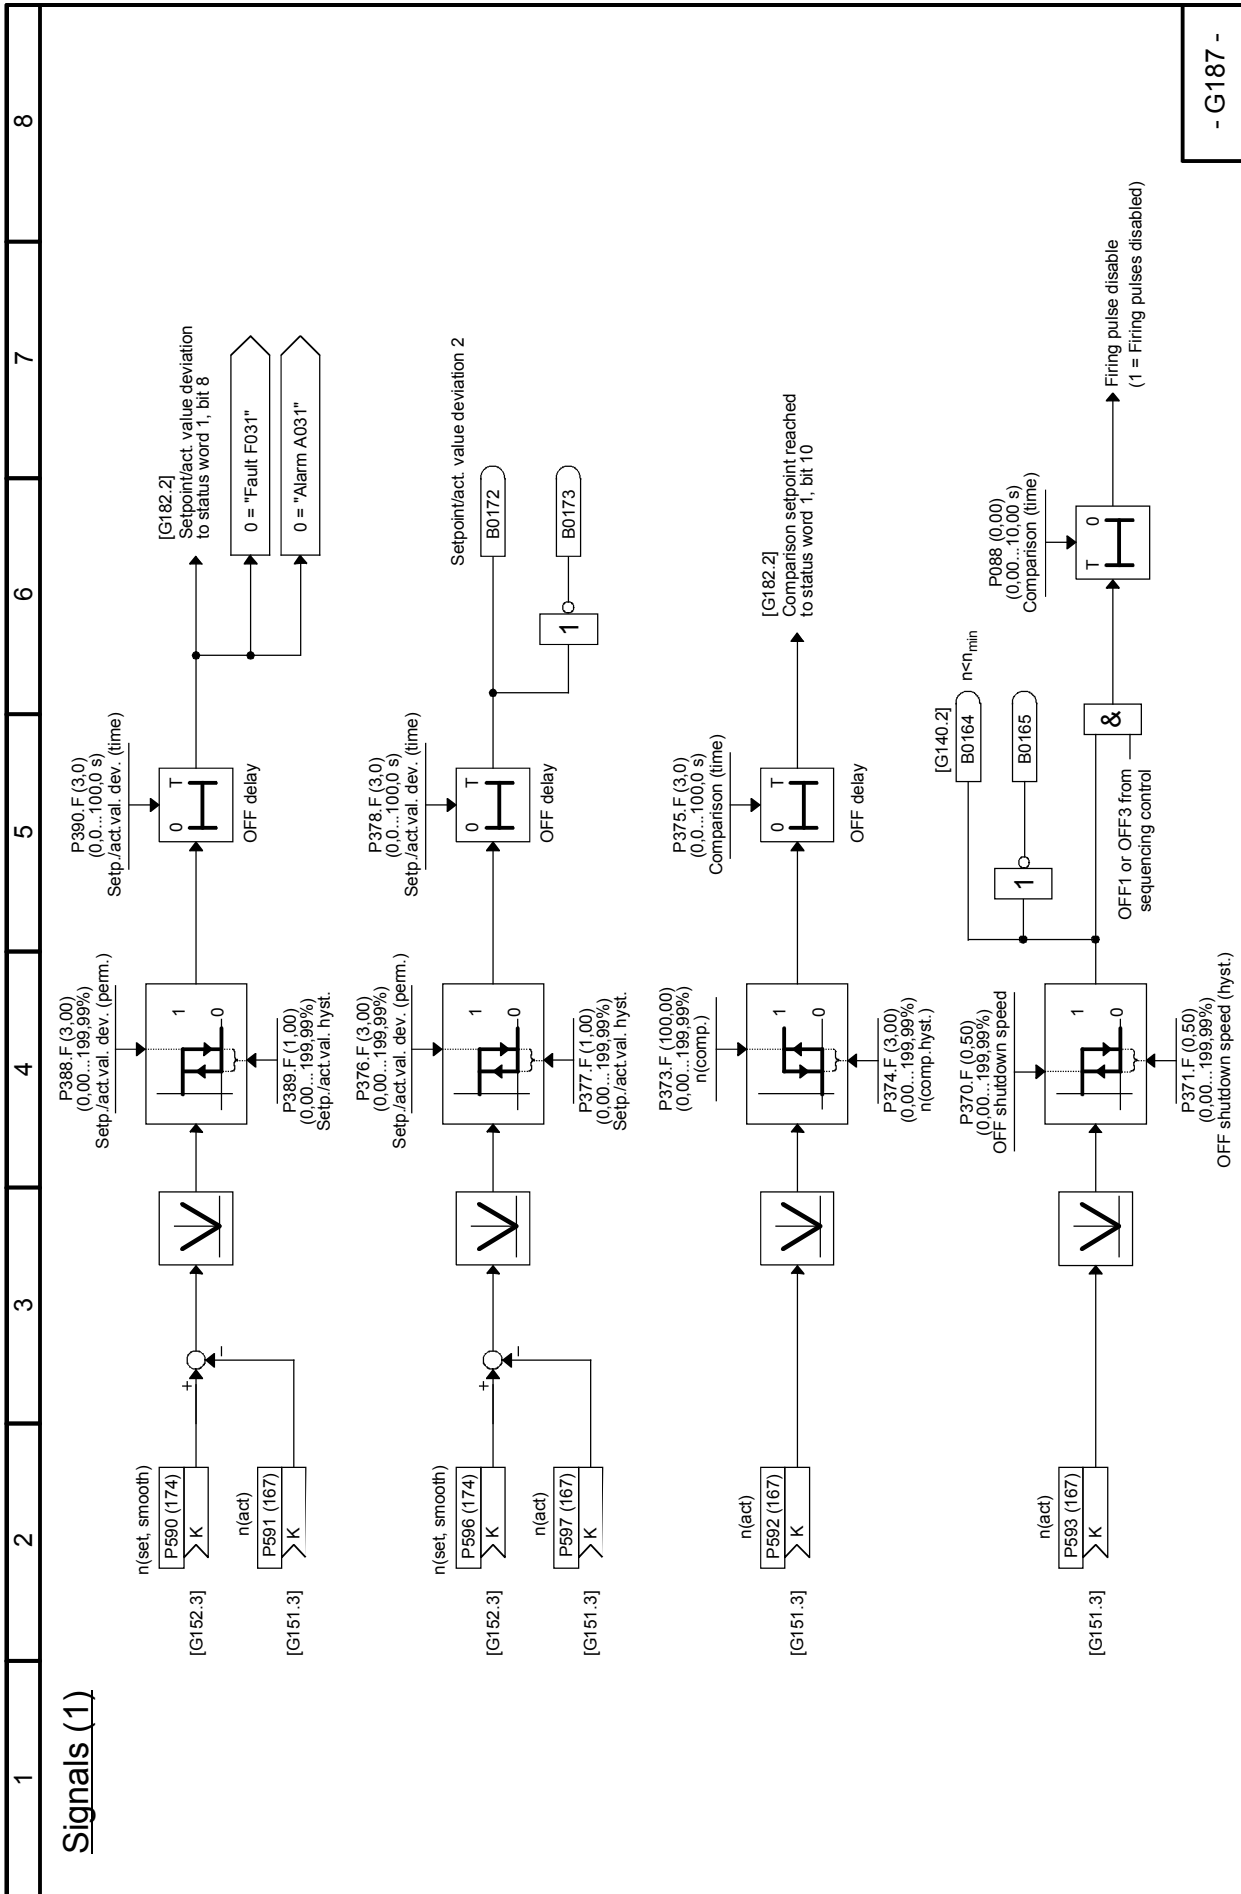 1 2 3 4 5 6 7 8
Signals (1)
n(set, smooth)
[G152.3]
P590 (174)
K
n(act)
[G151.3]
P591 (167)
K
+
–
P388.F (3,00)
(0,00...199,99%)
Setp./act.val. dev. (perm.)
1
0
P389.F (1,00)
(0,00...199,99%)
Setp./act.val. hyst.
P390.F (3,0)
(0,0...100,0 s)
Setp./act.val. dev. (time)
0 T
OFF delay
[G182.2]
Setpoint/act. value deviation
to status word 1, bit 8
0 = "Fault F031"
0 = "Alarm A031"
n(set, smooth)
[G152.3]
P596 (174)
K
n(act)
[G151.3]
P597 (167)
K
+
–
P376.F (3,00)
(0,00...199,99%)
Setp./act.val. dev. (perm.)
1
0
P377.F (1,00)
(0,00...199,99%)
Setp./act.val. hyst.
P378.F (3,0)
(0,0...100,0 s)
Setp./act.val. dev. (time)
0 T
OFF delay
Setpoint/act. value deviation 2
B0172
1
B0173
n(act)
[G151.3]
P592 (167)
K
P373.F (100,00)
(0,00...199,99%)
n(comp.)
1
0
P374.F (3,00)
(0,00...199,99%)
n(comp.hyst.)
P375.F (3,0)
(0,0...100,0 s)
Comparison (time)
0 T
OFF delay
[G182.2]
Comparison setpoint reached
to status word 1, bit 10
n(act)
[G151.3]
P593 (167)
K
P370.F (0,50)
(0,00...199,99%)
OFF shutdown speed
1
0
P371.F (0,50)
(0,00...199,99%)
OFF shutdown speed (hyst.)
[G140.2]
B0164
n<nmin
1
B0165
&
OFF1 or OFF3 from
sequencing control
P088 (0,00)
(0,00...10,00 s)
Comparison (time)
T 0
Firing pulse disable
(1 = Firing pulses disabled)
- G187 -